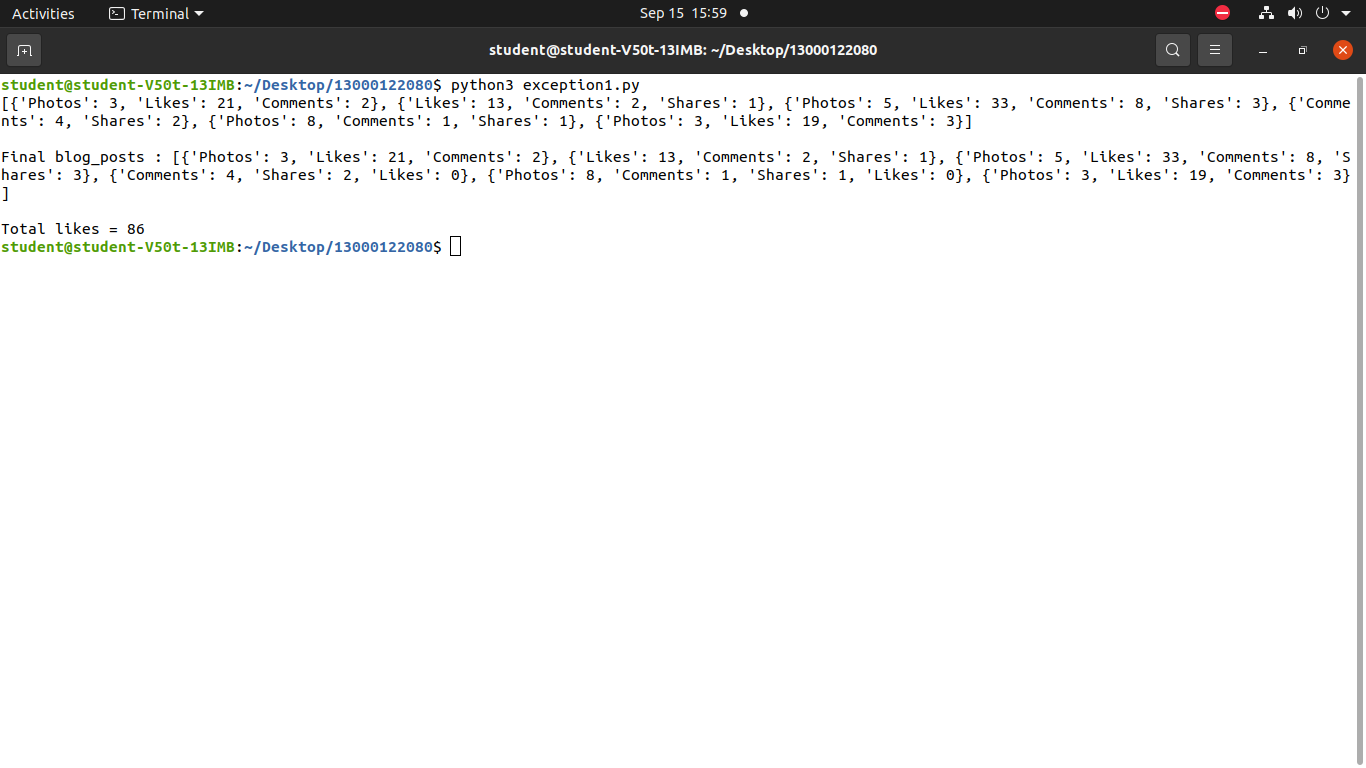 Activities Terminal Sep 15 15:59
student@student-V50t-13IMB: ~/Desktop/13000122080
student@student-V50t-13IMB:~/Desktop/13000122080$ python3 exception1.py
[{'Photos': 3, 'Likes': 21, 'Comments': 2}, {'Likes': 13, 'Comments': 2, 'Shares': 1}, {'Photos': 5, 'Likes': 33, 'Comments': 8, 'Shares': 3}, {'Comme
nts': 4, 'Shares': 2}, {'Photos': 8, 'Comments': 1, 'Shares': 1}, {'Photos': 3, 'Likes': 19, 'Comments': 3}]
Final blog_posts : [{'Photos': 3, 'Likes': 21, 'Comments': 2}, {'Likes': 13, 'Comments': 2, 'Shares': 1}, {'Photos': 5, 'Likes': 33, 'Comments': 8, 'S
hares': 3}, {'Comments': 4, 'Shares': 2, 'Likes': 0}, {'Photos': 8, 'Comments': 1, 'Shares': 1, 'Likes': 0}, {'Photos': 3, 'Likes': 19, 'Comments': 3}
]
Total likes = 86
student@student-V50t-13IMB:~/Desktop/13000122080$